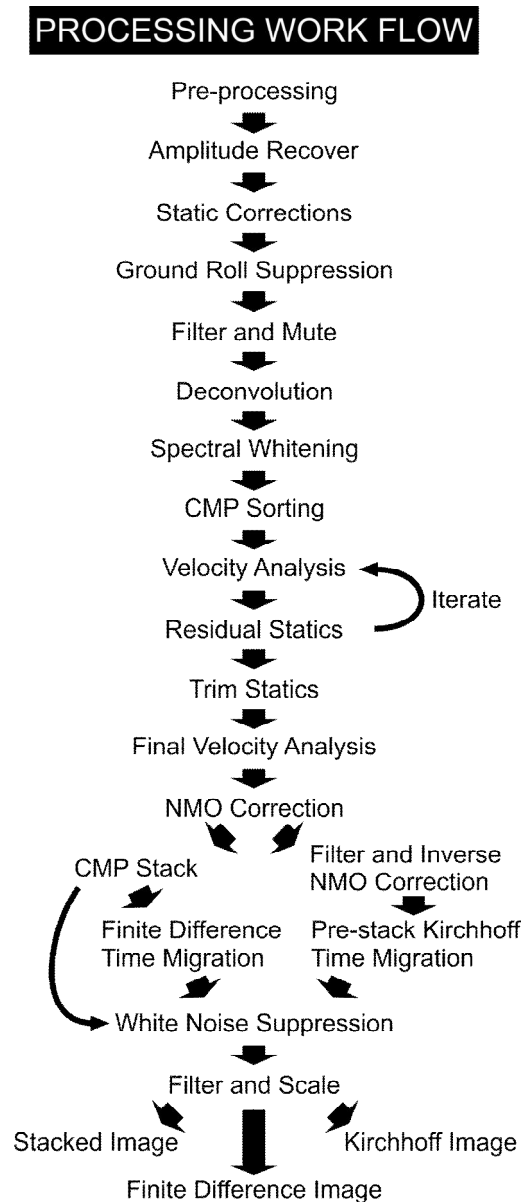 PROCESSING WORK FLOW
Pre-processing
Amplitude Recover
Static Corrections
Ground Roll Suppression
Filter and Mute
Deconvolution
Spectral Whitening
CMP Sorting
Velocity Analysis
Iterate
Residual Statics
Trim Statics
Final Velocity Analysis
NMO Correction
CMP Stack
Filter and Inverse
NMO Correction
Finite Difference
Time Migration
Pre-stack Kirchhoff
Time Migration
White Noise Suppression
Filter and Scale
Stacked Image
Kirchhoff Image
Finite Difference Image